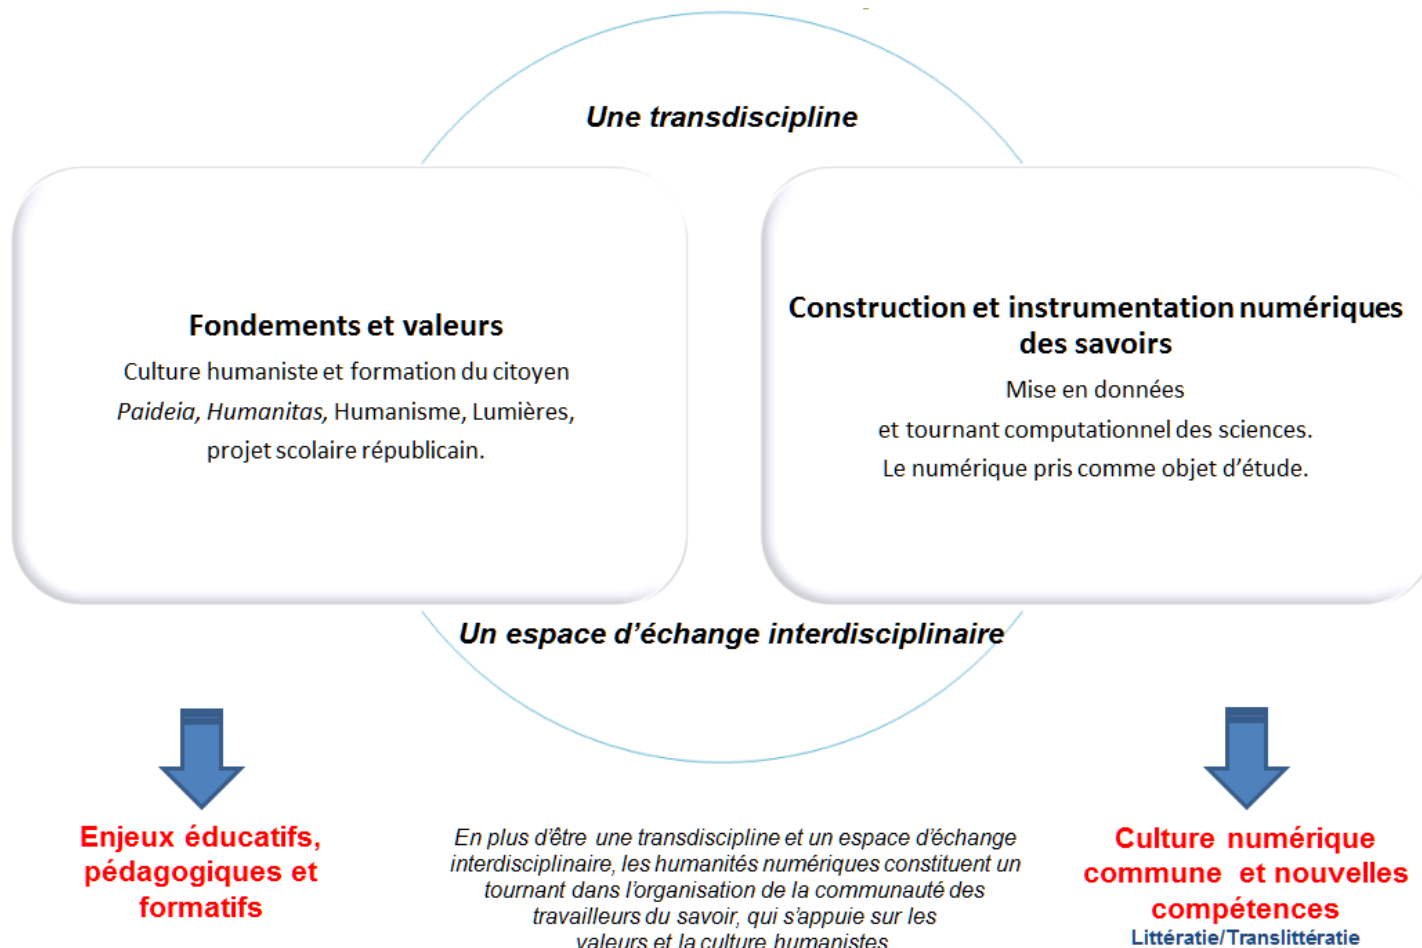 Une transdiscipline
Fondements et valeurs
Culture humaniste et formation du citoyen
Paideia, Humanitas, Humanisme, Lumières,
projet scolaire républicain.
Construction et instrumentation numériques
des savoirs
Mise en données
et tournant computationnel des sciences.
Le numérique pris comme objet d’étude.
Un espace d’échange interdisciplinaire
Enjeux éducatifs,
pédagogiques et
formatifs
En plus d’être une transdiscipline et un espace d’échange
interdisciplinaire, les humanités numériques constituent un
tournant dans l’organisation de la communauté des
travailleurs du savoir, qui s’appuie sur les
valeurs et la culture humanistes
Culture numérique
commune et nouvelles
compétences
Littératie/Translittératie